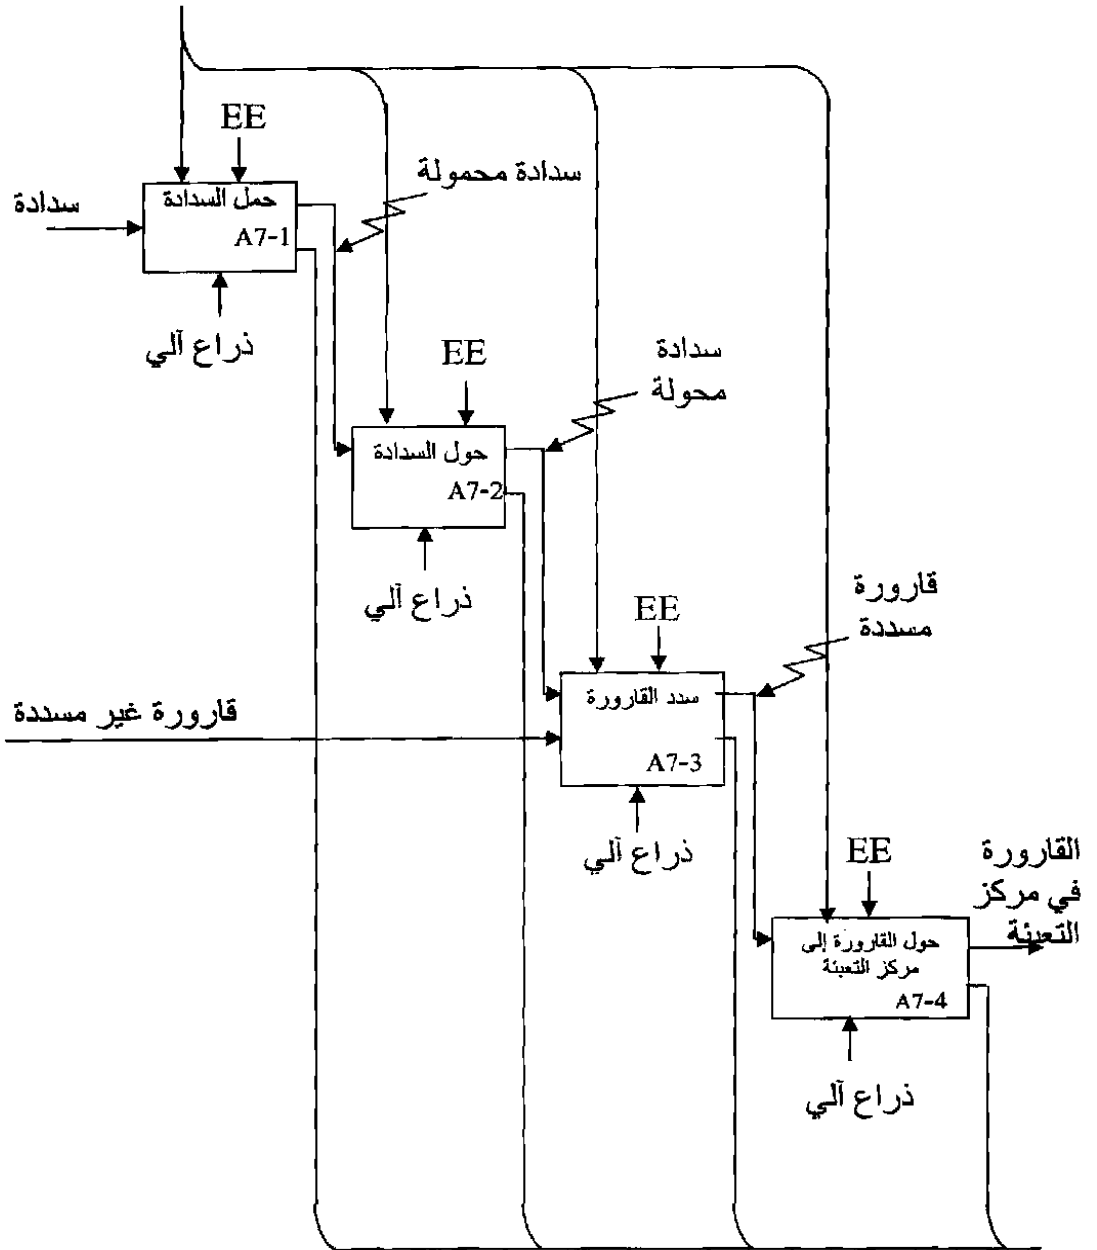 EE
سدادة محمولة
سدادة
حمل السدادة
A7-1
ذراع آلي
EE
سدادة
محولة
حول السدادة
A7-2
ذراع آلي
EE
قارورة
مسددة
قارورة غير مسددة
سدد القارورة
A7-3
ذراع آلي
EE
القارورة
في مركز
التعبئة
حول القارورة إلى
مركز التعبئة
A7-4
ذراع آلي